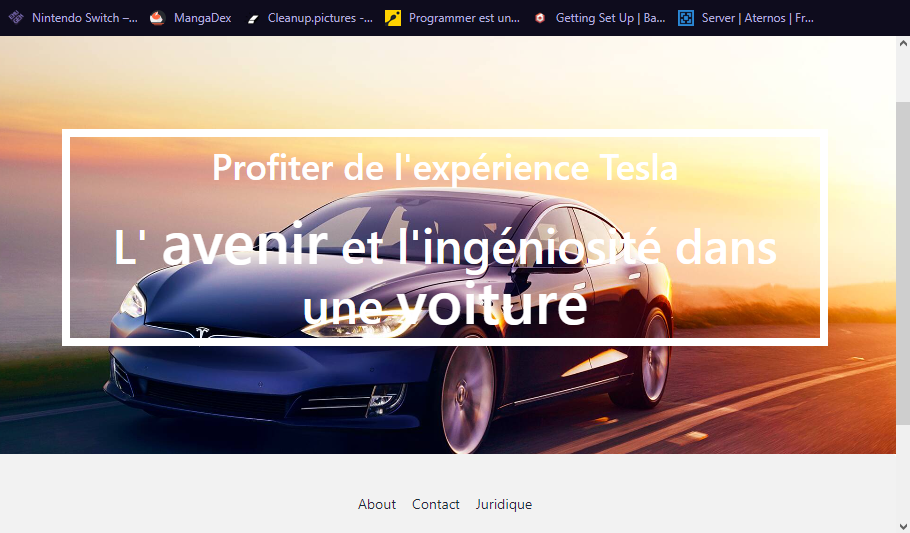 Nintendo Switch –... MangaDex Cleanup.pictures -... Programmer est un... Getting Set Up | Ba... Server | Aternos | Fr...
Profiter de l'expérience Tesla
L' avenir et l'ingéniosité dans
une voiture
About Contact Juridique